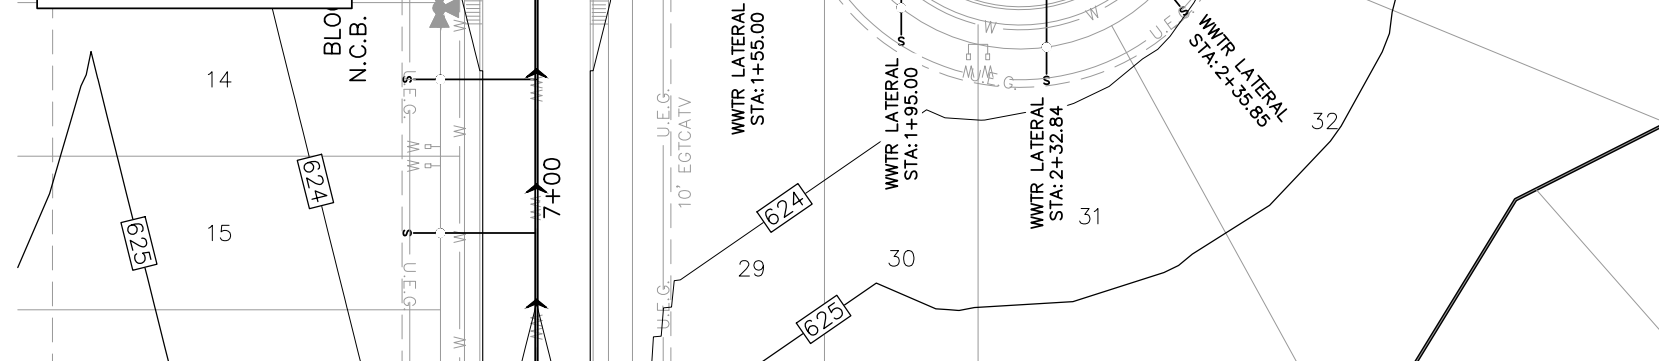 BLO
N.C.B.
14
15
624
625
7+00
S
S
U.E.G.
U.E.G.
W
W
W
W
U.E.G.
U.E.G.
10' EGTCATV
WWTR LATERAL
STA: 1+55.00
WWTR LATERAL
STA: 1+95.00
WWTR LATERAL
STA: 2+32.84
WWTR LATERAL
STA: 2+35.85
S
S
S
W
W
U.E.G.
U.E.G.
624
625
29
30
31
32